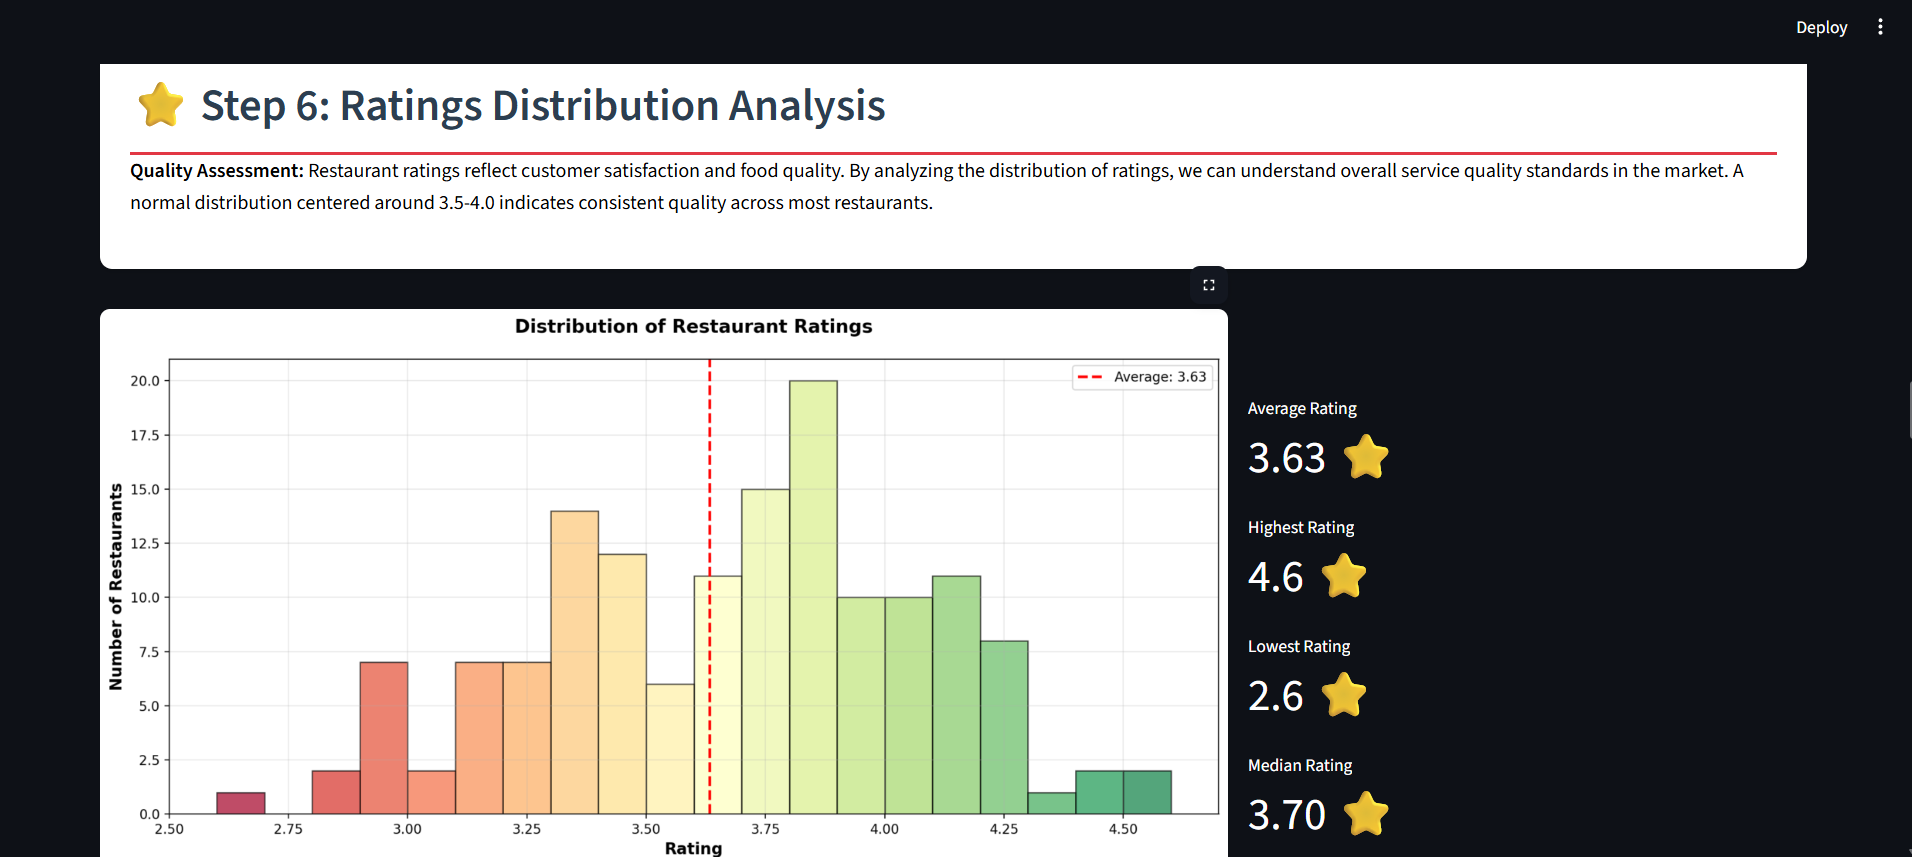 Deploy
Step 6: Ratings Distribution Analysis
Quality Assessment: Restaurant ratings reflect customer satisfaction and food quality. By analyzing the distribution of ratings, we can understand overall service quality standards in the market. A
normal distribution centered around 3.5-4.0 indicates consistent quality across most restaurants.
Distribution of Restaurant Ratings
Average: 3.63
Number of Restaurants
20.0
17.5
15.0
12.5
10.0
7.5
5.0
2.5
0.0
2.50 2.75 3.00 3.25 3.50 3.75 4.00 4.25 4.50
Rating
Average Rating
3.63
Highest Rating
4.6
Lowest Rating
2.6
Median Rating
3.70